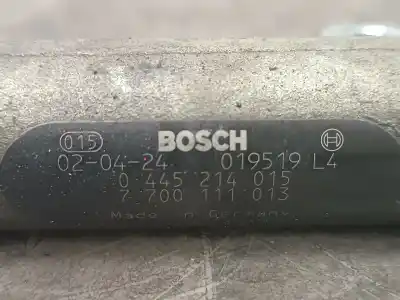 015 BOSCH
02-04-24 019519 L4
0 445 214 015
7 700 111 013
Made in Germany